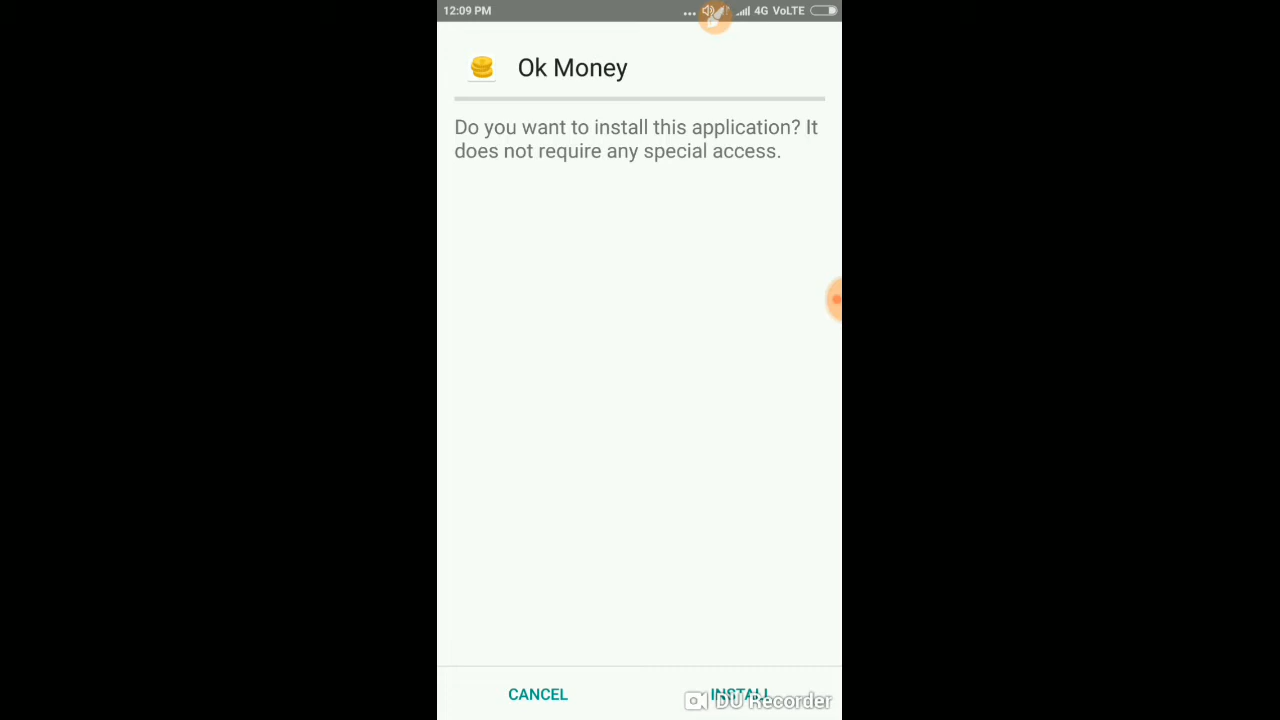 12:09 PM
... 4G VoLTE
Ok Money
Do you want to install this application? It
does not require any special access.
CANCEL
INSTALL
DU Recorder